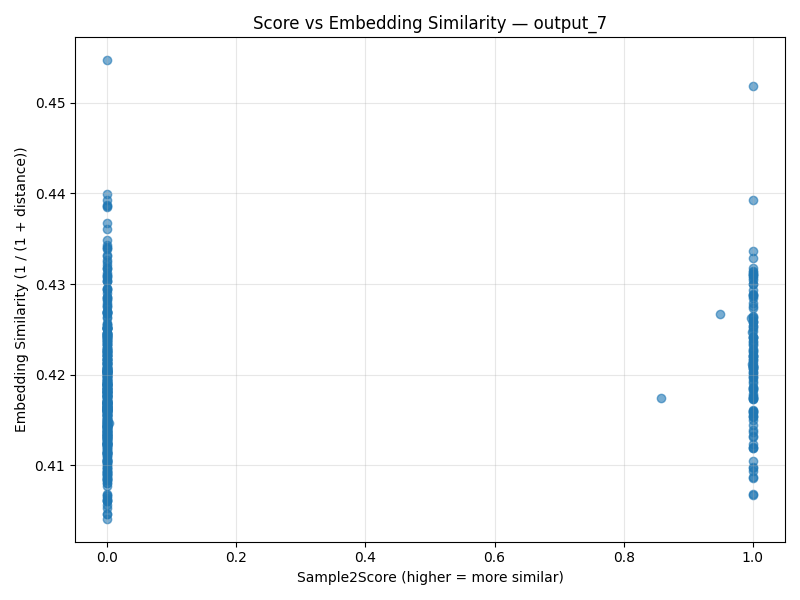 Score vs Embedding Similarity — output_7
Embedding Similarity (1 / (1 + distance))
0.45
0.44
0.43
0.42
0.41
0.0 0.2 0.4 0.6 0.8 1.0
Sample2Score (higher = more similar)